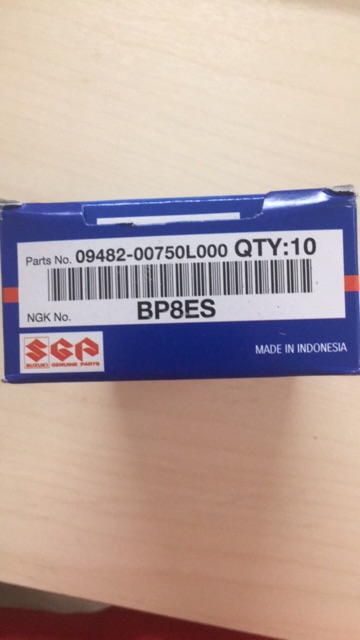 Parts No. 09482-00750L000 QTY:10
NGK No. BP8ES
SGP
SUZUKI GENUINE PARTS
MADE IN INDONESIA